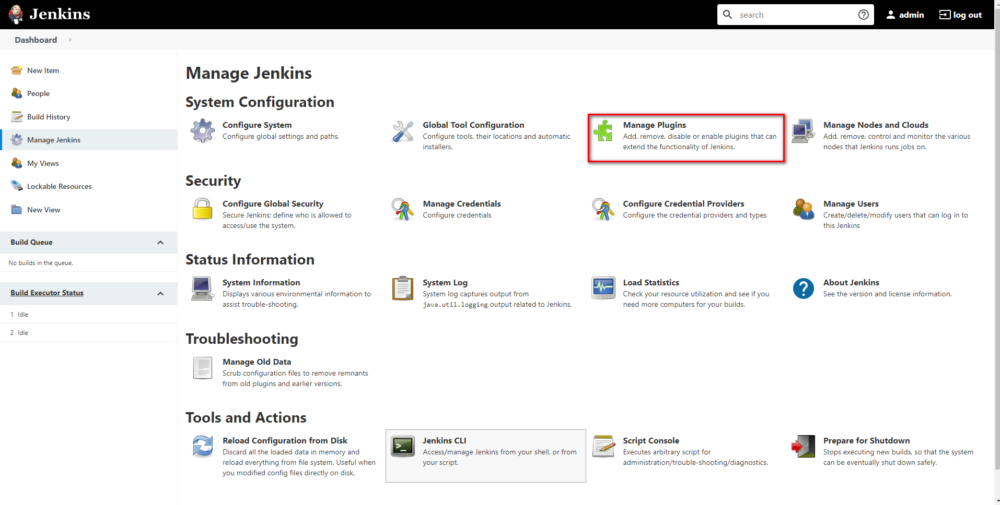 Jenkins
search
admin
log out
Dashboard
New Item
People
Build History
Manage Jenkins
My Views
Lockable Resources
New View
Build Queue
No builds in the queue.
Build Executor Status
1 Idle
2 Idle
Manage Jenkins
System Configuration
Configure System
Configure global settings and paths.
Global Tool Configuration
Configure tools, their locations and automatic
installers.
Manage Plugins
Add, remove, disable or enable plugins that can
extend the functionality of Jenkins.
Manage Nodes and Clouds
Add, remove, control and monitor the various
nodes that Jenkins runs jobs on.
Security
Configure Global Security
Secure Jenkins; define who is allowed to
access/use the system.
Manage Credentials
Configure credentials
Configure Credential Providers
Configure the credential providers and types
Manage Users
Create/delete/modify users that can log in to
this Jenkins
Status Information
System Information
Displays various environmental information to
assist trouble-shooting.
System Log
System log captures output from
java.util.logging output related to Jenkins.
Load Statistics
Check your resource utilization and see if you
need more computers for your builds.
About Jenkins
See the version and license information.
Troubleshooting
Manage Old Data
Scrub configuration files to remove remnants
from old plugins and earlier versions.
Tools and Actions
Reload Configuration from Disk
Discard all the loaded data in memory and
reload everything from file system. Useful when
you modified config files directly on disk.
Jenkins CLI
Access/manage Jenkins from your shell, or from
your script.
Script Console
Executes arbitrary script for
administration/trouble-shooting/diagnostics.
Prepare for Shutdown
Stops executing new builds, so that the system
can be eventually shut down safely.